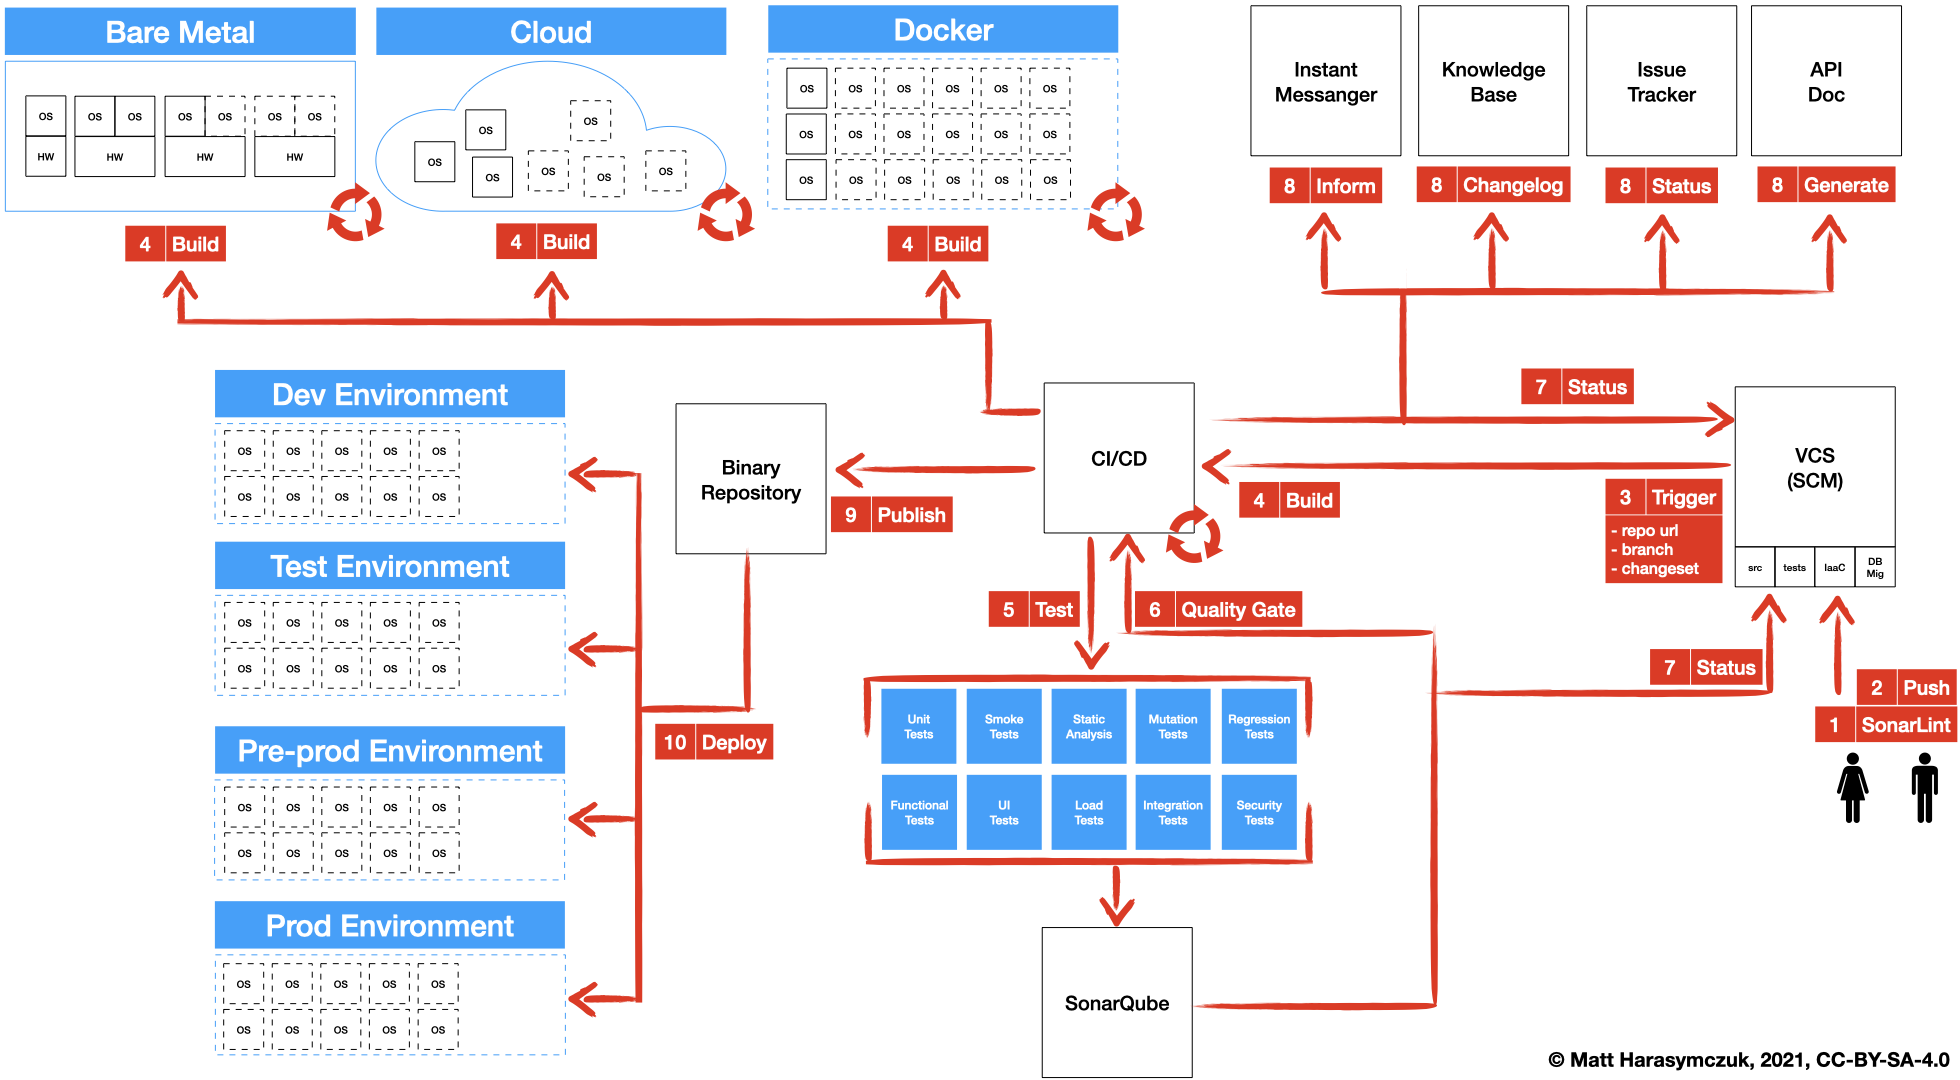 Bare Metal
OS OS OS OS OS OS OS
HW HW HW HW
4 Build
Cloud
OS
OS
OS
OS
OS
OS
OS
4 Build
Docker
OS OS OS OS OS OS
OS OS OS OS OS OS
OS OS OS OS OS OS
4 Build
Instant
Messanger
8 Inform
Knowledge
Base
8 Changelog
Issue
Tracker
8 Status
API
Doc
8 Generate
Dev Environment
OS OS OS OS OS
OS OS OS OS OS
Test Environment
OS OS OS OS OS
OS OS OS OS OS
Pre-prod Environment
OS OS OS OS OS
OS OS OS OS OS
Prod Environment
OS OS OS OS OS
OS OS OS OS OS
Binary
Repository
9 Publish
10 Deploy
CI/CD
7 Status
4 Build
VCS
(SCM)
3 Trigger
- repo url
- branch
- changeset
src
tests
IaaC
DB
Mig
5 Test
6 Quality Gate
7 Status
2 Push
1 SonarLint
Unit
Tests
Smoke
Tests
Static
Analysis
Mutation
Tests
Regression
Tests
Functional
Tests
UI
Tests
Load
Tests
Integration
Tests
Security
Tests
SonarQube
© Matt Harasymczuk, 2021, CC-BY-SA-4.0